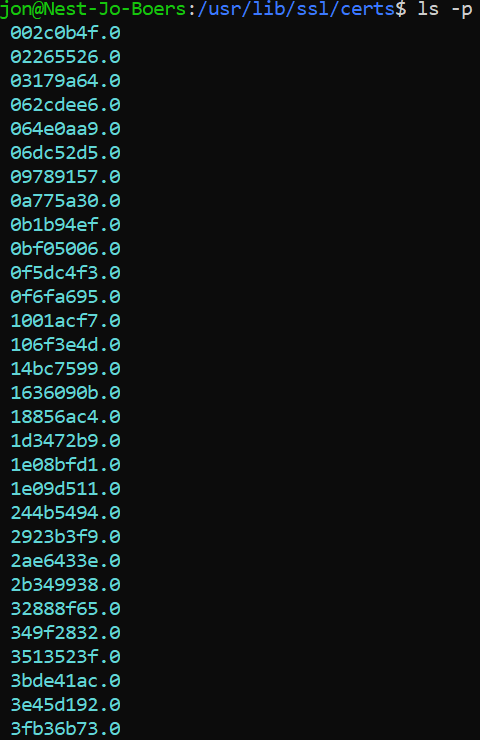 jon@Nest-Jo-Boers:/usr/lib/ssl/certs$ ls -p
002c0b4f.0
02265526.0
03179a64.0
062cdee6.0
064e0aa9.0
06dc52d5.0
09789157.0
0a775a30.0
0b1b94ef.0
0bf05006.0
0f5dc4f3.0
0f6fa695.0
1001acf7.0
106f3e4d.0
14bc7599.0
1636090b.0
18856ac4.0
1d3472b9.0
1e08bfd1.0
1e09d511.0
244b5494.0
2923b3f9.0
2ae6433e.0
2b349938.0
32888f65.0
349f2832.0
3513523f.0
3bde41ac.0
3e45d192.0
3fb36b73.0